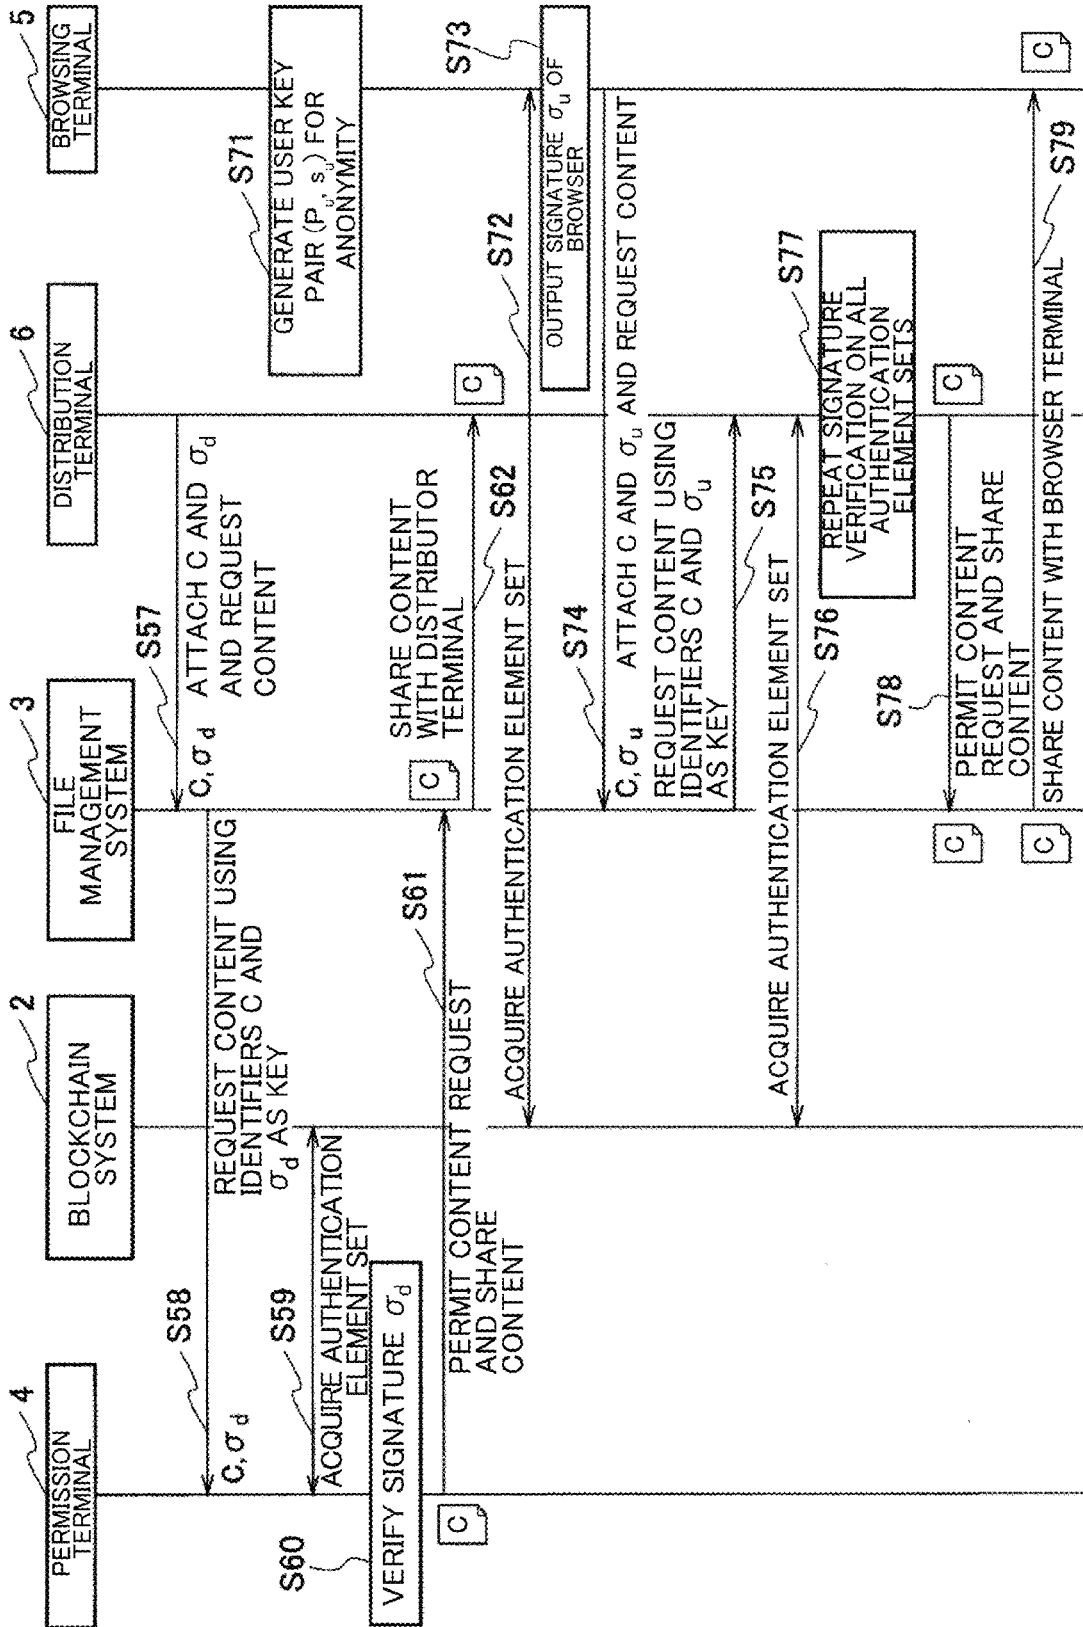 4
PERMISSION
TERMINAL
2
BLOCKCHAIN
SYSTEM
3
FILE
MANAGEMENT
SYSTEM
6
DISTRIBUTION
TERMINAL
5
BROWSING
TERMINAL
S57
C, σd ATTACH C AND σd
AND REQUEST
CONTENT
S58
C, σd
REQUEST CONTENT USING
IDENTIFIERS C AND
σd AS KEY
S59
ACQUIRE AUTHENTICATION
ELEMENT SET
S60
VERIFY SIGNATURE σd
S71
GENERATE USER KEY
PAIR (Pu, su) FOR
ANONYMITY
C
S61
PERMIT CONTENT REQUEST
AND SHARE
CONTENT
C
SHARE CONTENT
WITH DISTRIBUTOR
TERMINAL
S62
C
ACQUIRE AUTHENTICATION ELEMENT SET
S72
S73
OUTPUT SIGNATURE σu OF
BROWSER
S74
C, σu ATTACH C AND σu AND REQUEST CONTENT
REQUEST CONTENT USING
IDENTIFIERS C AND σu
AS KEY
S75
ACQUIRE AUTHENTICATION ELEMENT SET
S76
S77
REPEAT SIGNATURE
VERIFICATION ON ALL
AUTHENTICATION
ELEMENT SETS
C
S78
C
PERMIT CONTENT
REQUEST AND SHARE
CONTENT
C
SHARE CONTENT WITH BROWSER TERMINAL
S79
C